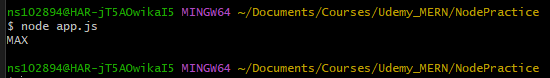 ns102894@HAR-jT5AOwikaI5 MINGW64 ~/Documents/Courses/Udemy_MERN/NodePractice
$ node app.js
MAX
ns102894@HAR-jT5AOwikaI5 MINGW64 ~/Documents/Courses/Udemy_MERN/NodePractice